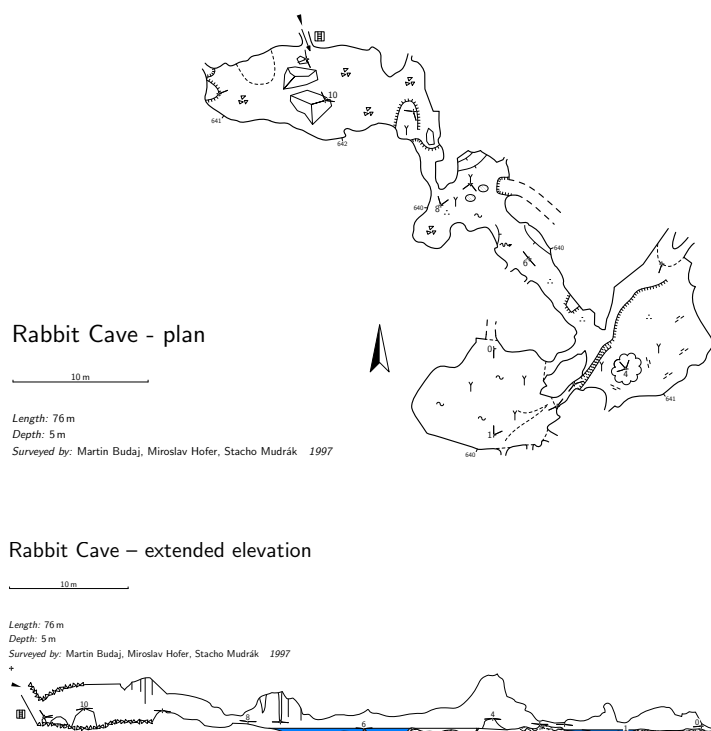 10
641
642
640
8
640
6
Rabbit Cave - plan
0
10 m
4
641
Length: 76 m
Depth: 5 m
Surveyed by: Martin Budaj, Miroslav Hofer, Stacho Mudrák 1997
1
640
Rabbit Cave – extended elevation
10 m
Length: 76 m
Depth: 5 m
Surveyed by: Martin Budaj, Miroslav Hofer, Stacho Mudrák 1997
+
10
8
6
4
1
0